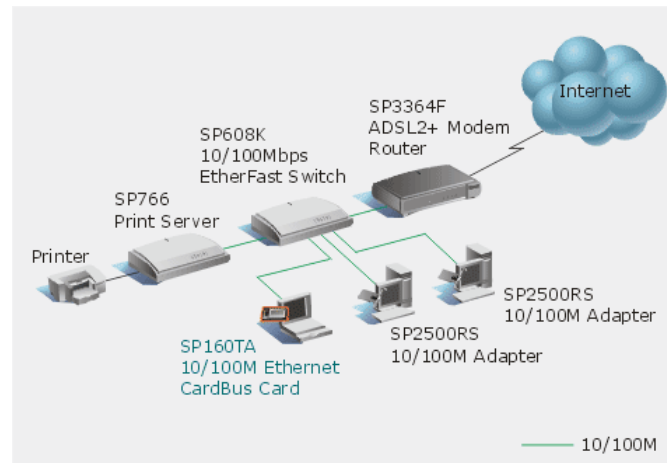 Internet
SP3364F
ADSL2+ Modem
Router
SP608K
10/100Mbps
EtherFast Switch
SP766
Print Server
Printer
SP2500RS
10/100M Adapter
SP2500RS
10/100M Adapter
SP160TA
10/100M Ethernet
CardBus Card
10/100M